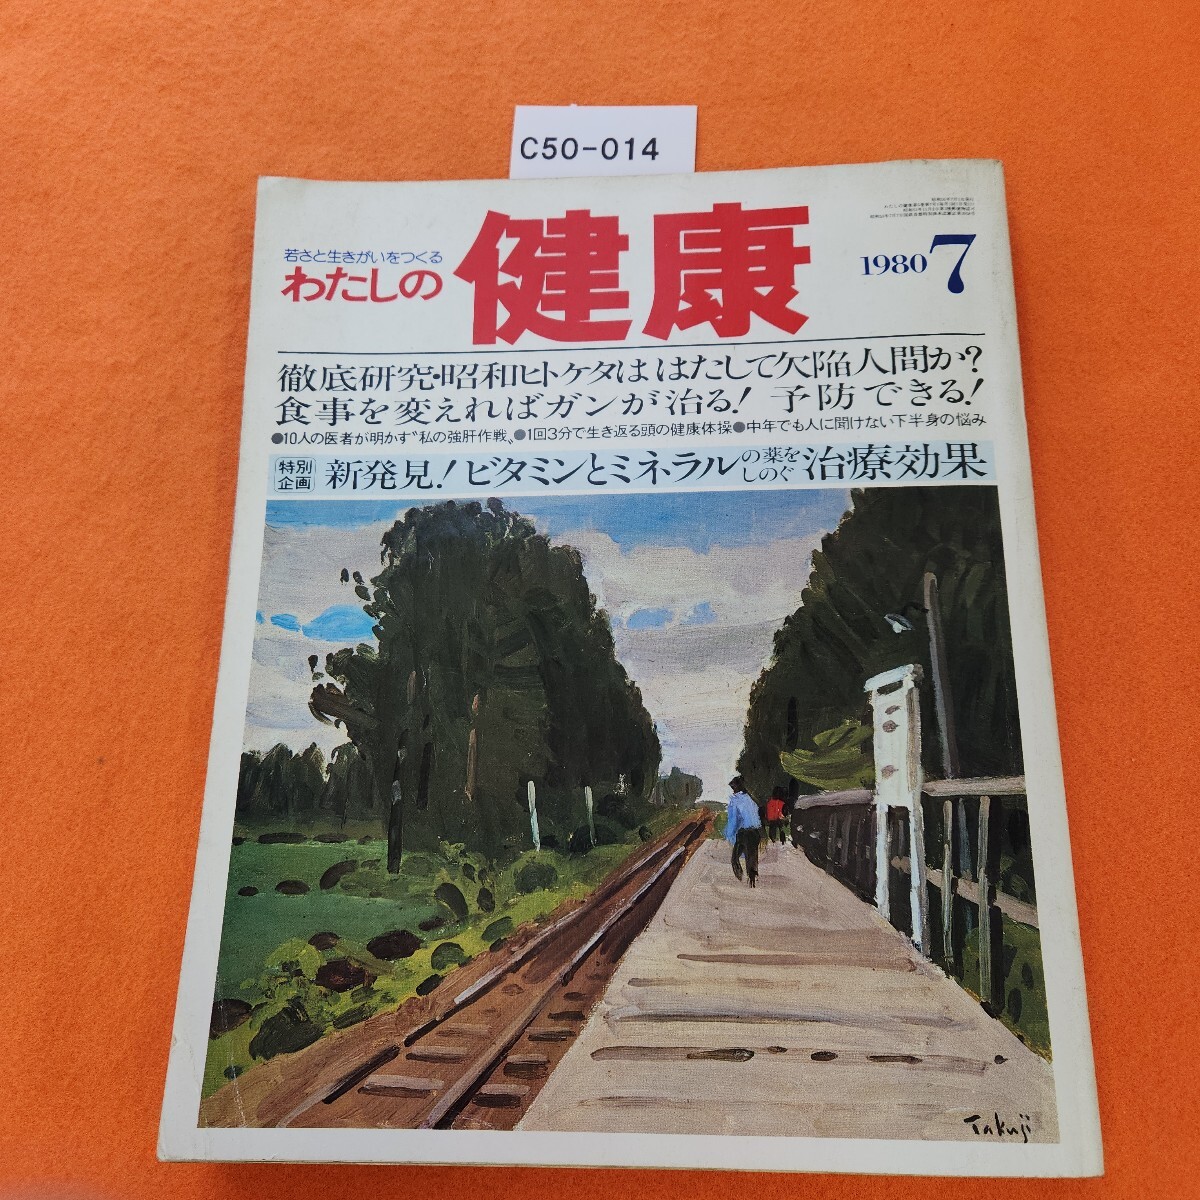 C50-014
若さと生きがいをつくる
わたしの
健康
1980 7
徹底研究・昭和ヒトケタは はたして欠陥人間か?
食事を変えればガンが治る! 予防できる!
●10人の医者が明かす〝私の強肝作戦〟●1回3分で生き返る頭の健康体操●中年でも人に聞けない下半身の悩み
特別企画 新発見!ビタミンとミネラルの薬をしのぐ治療効果
Takuji